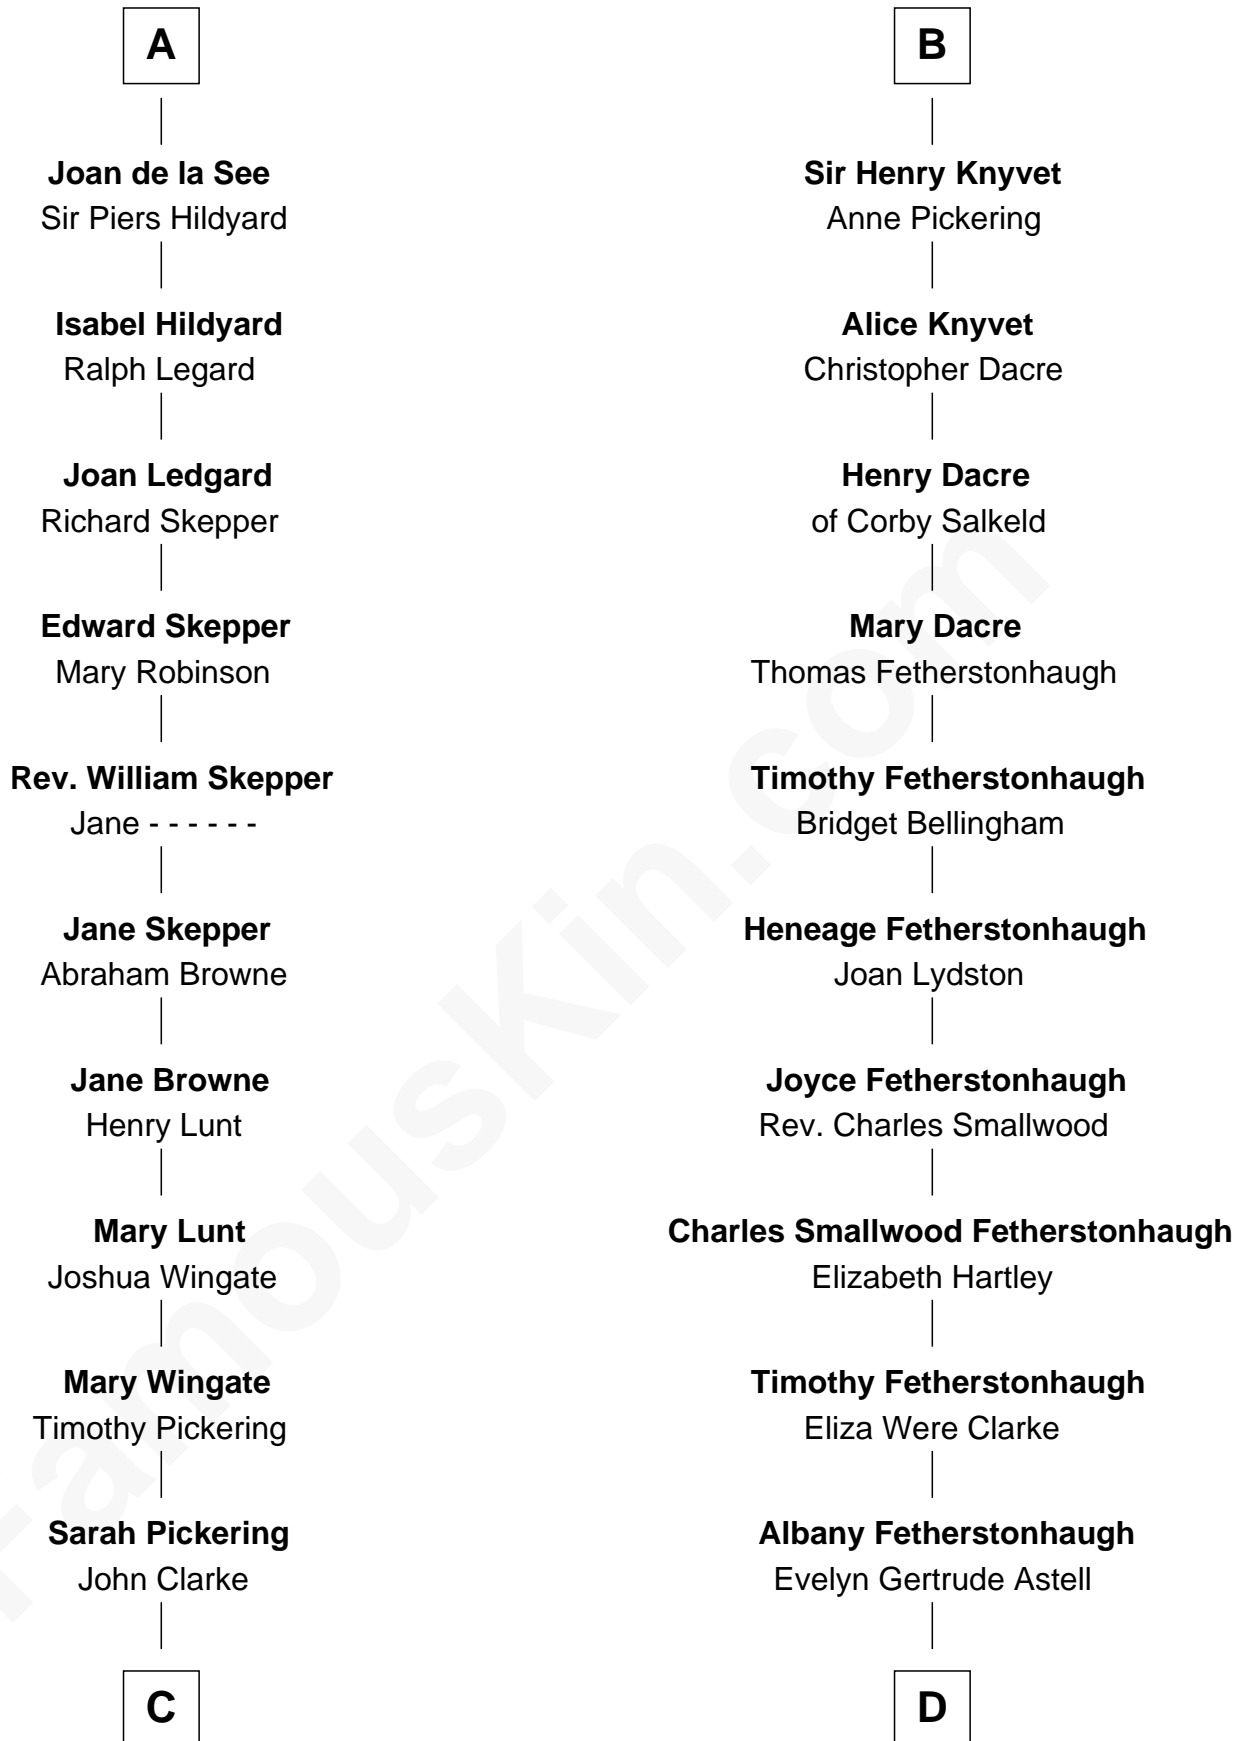 A
Joan de la See
Sir Piers Hildyard
Isabel Hildyard
Ralph Legard
Joan Ledgard
Richard Skepper
Edward Skepper
Mary Robinson
Rev. William Skepper
Jane - - - - - -
Jane Skepper
Abraham Browne
Jane Browne
Henry Lunt
Mary Lunt
Joshua Wingate
Mary Wingate
Timothy Pickering
Sarah Pickering
John Clarke
C
B
Sir Henry Knyvet
Anne Pickering
Alice Knyvet
Christopher Dacre
Henry Dacre
of Corby Salkeld
Mary Dacre
Thomas Fetherstonhaugh
Timothy Fetherstonhaugh
Bridget Bellingham
Heneage Fetherstonhaugh
Joan Lydston
Joyce Fetherstonhaugh
Rev. Charles Smallwood
Charles Smallwood Fetherstonhaugh
Elizabeth Hartley
Timothy Fetherstonhaugh
Eliza Were Clarke
Albany Fetherstonhaugh
Evelyn Gertrude Astell
D
FamousKin.com